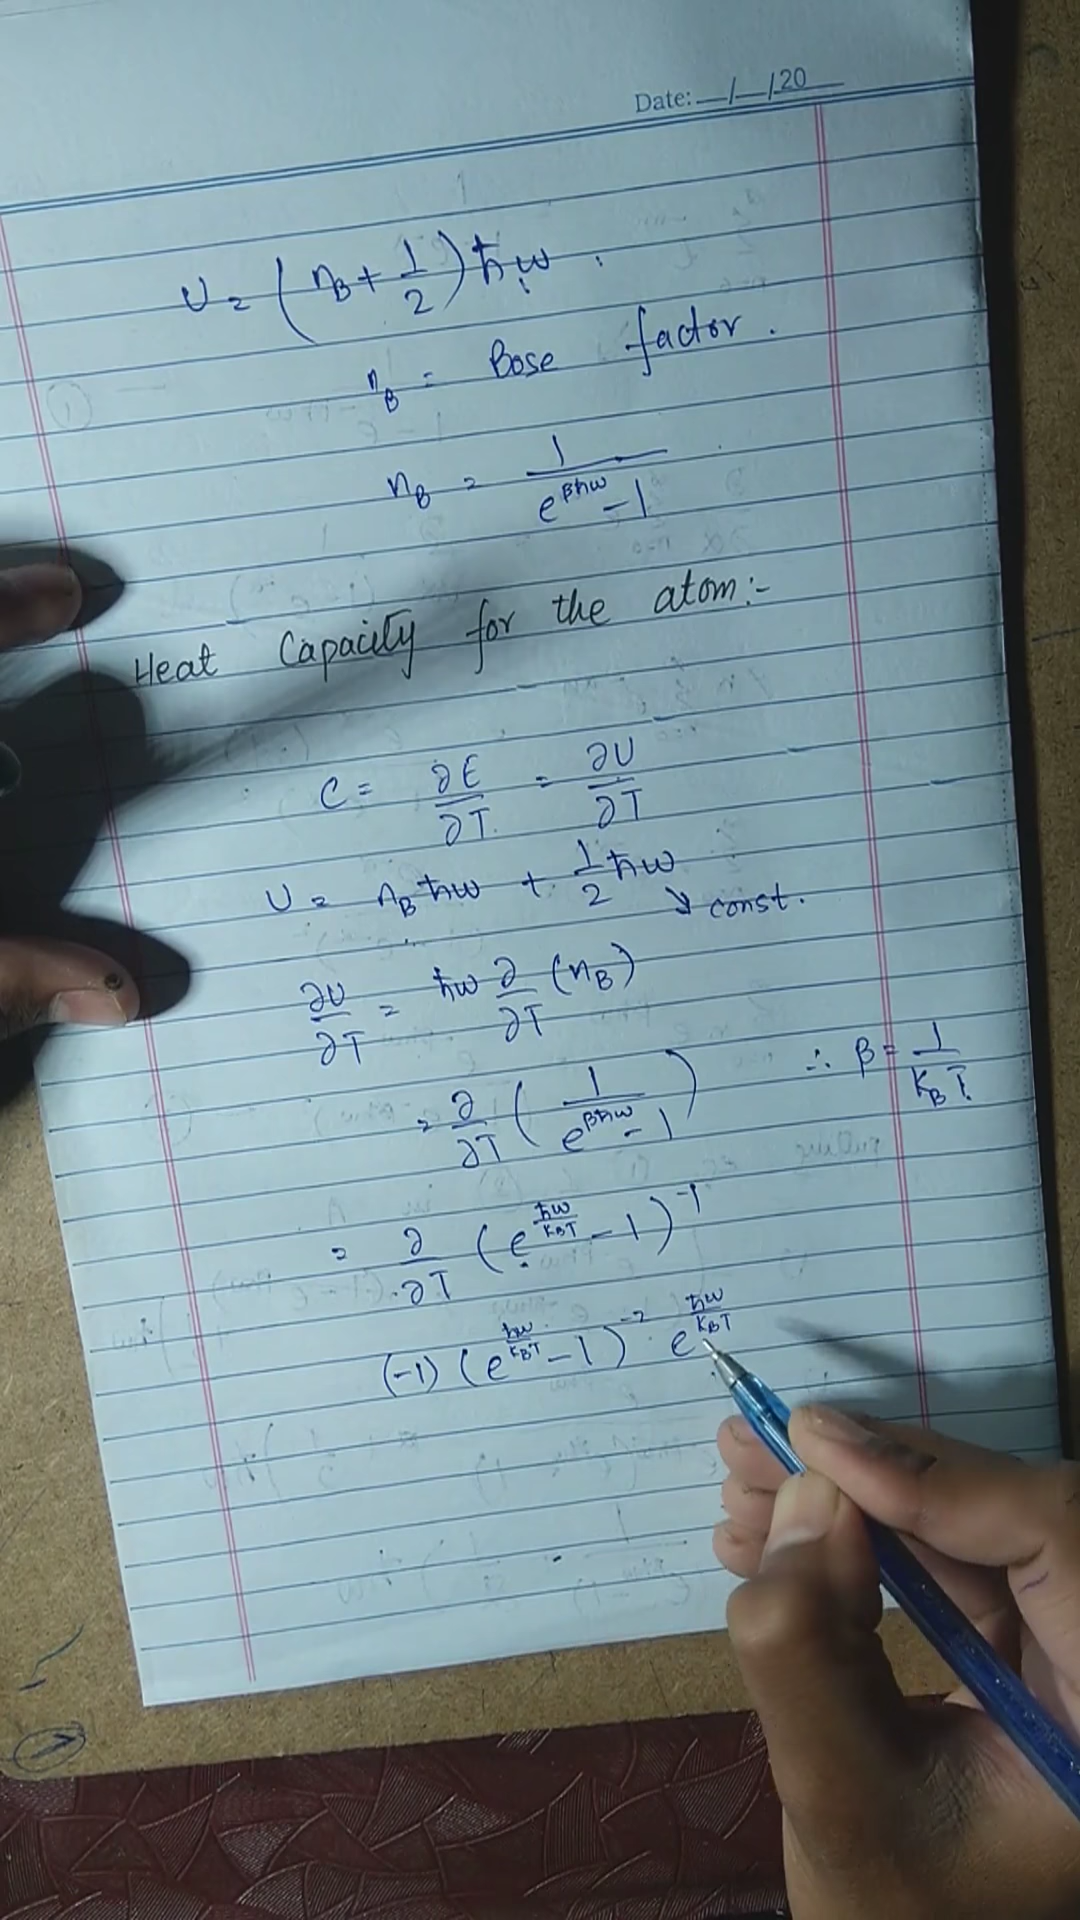 Date: __/__/20
U = (n_B + 1/2) ħω .
n_B = Bose factor .
n_B = 1/(e^{βħω} - 1)
Heat Capacity for the atom :-
C = ∂E/∂T = ∂U/∂T
U = n_B ħω + 1/2 ħω
↘ const.
∂U/∂T = ħω ∂/∂T (n_B)
= ∂/∂T (1/(e^{βħω} - 1)) ∴ β = 1/(K_B T)
= ∂/∂T (e^{ħω/K_BT} - 1)^{-1}
(-1) (e^{ħω/K_BT} - 1)^{-2} e^{ħω/K_BT}